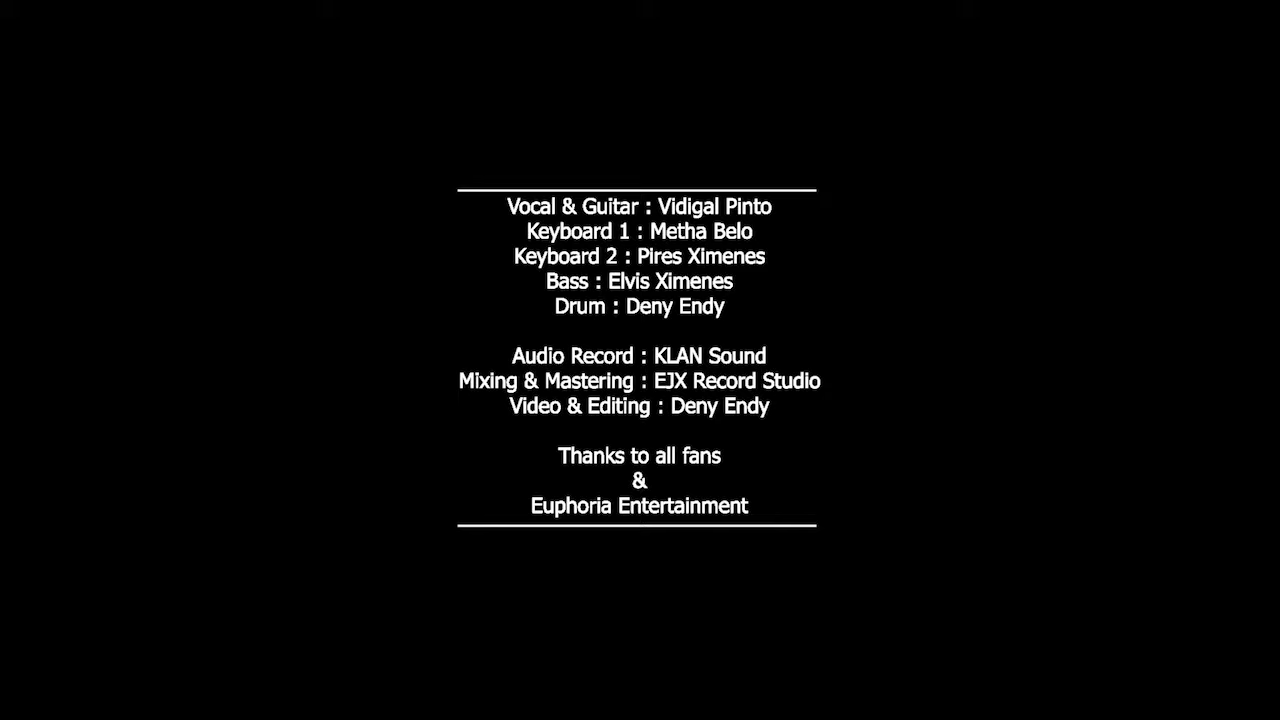 Vocal & Guitar : Vidigal Pinto
Keyboard 1 : Metha Belo
Keyboard 2 : Pires Ximenes
Bass : Elvis Ximenes
Drum : Deny Endy
Audio Record : KLAN Sound
Mixing & Mastering : EJX Record Studio
Video & Editing : Deny Endy
Thanks to all fans
&
Euphoria Entertainment